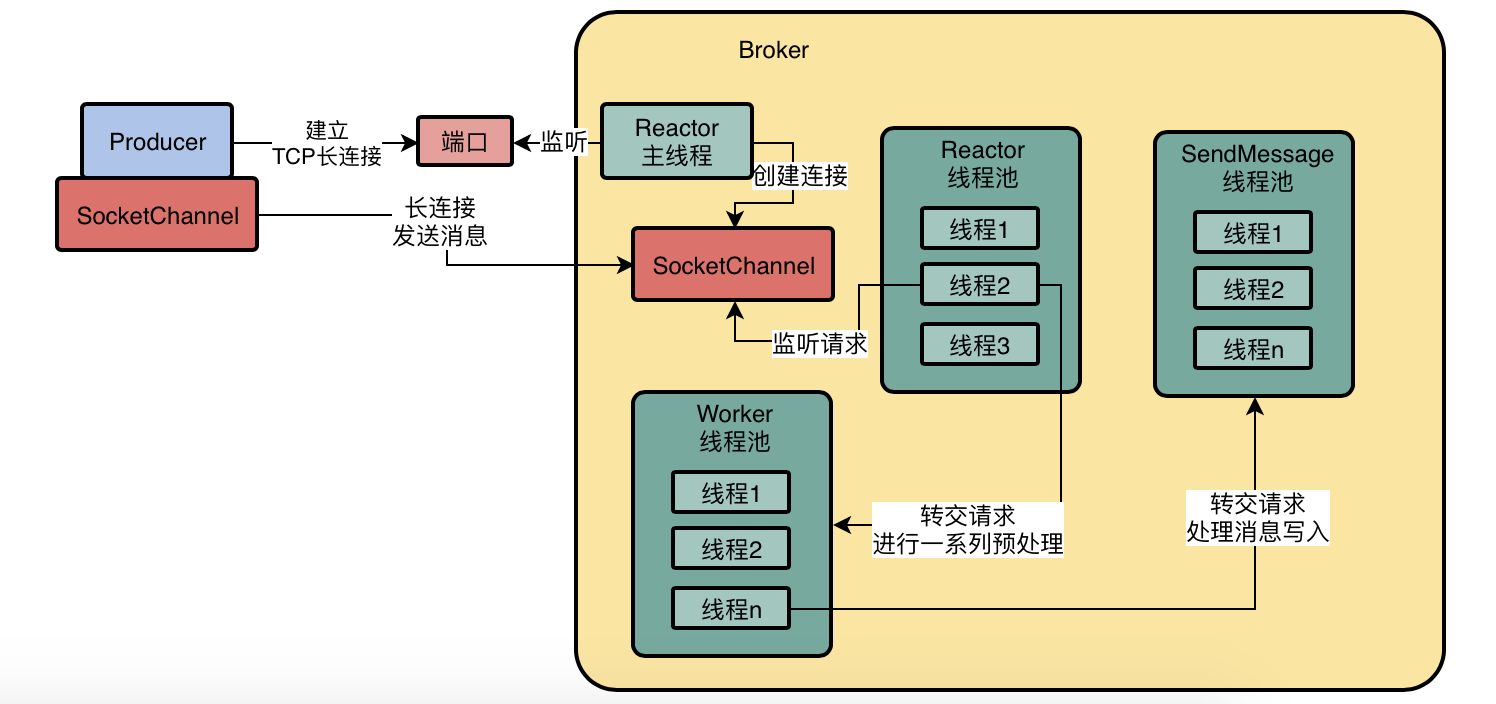 Broker
Producer
建立
TCP长连接
端口
监听
Reactor
主线程
创建连接
SocketChannel
长连接
发送消息
SocketChannel
监听请求
Reactor
线程池
线程1
线程2
线程3
SendMessage
线程池
线程1
线程2
线程n
Worker
线程池
线程1
线程2
线程n
转交请求
进行一系列预处理
转交请求
处理消息写入